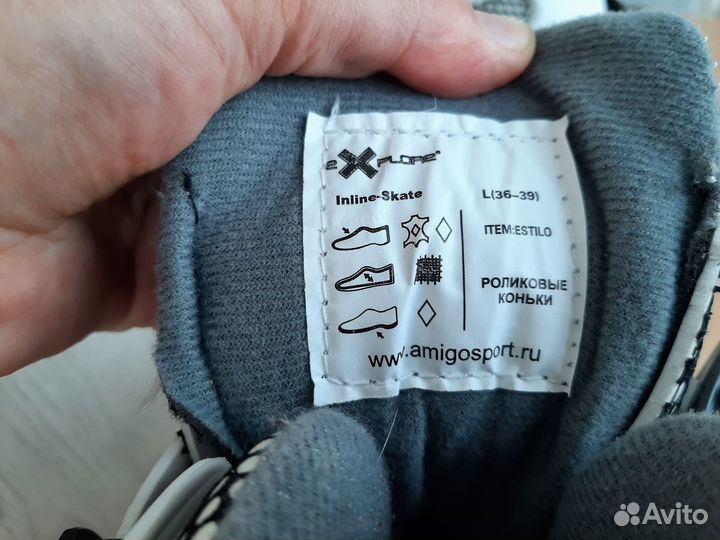 eXPLORE®
Inline-Skate
L(36-39)
ITEM:ESTILO
РОЛИКОВЫЕ
КОНЬКИ
www.amigosport.ru
Avito